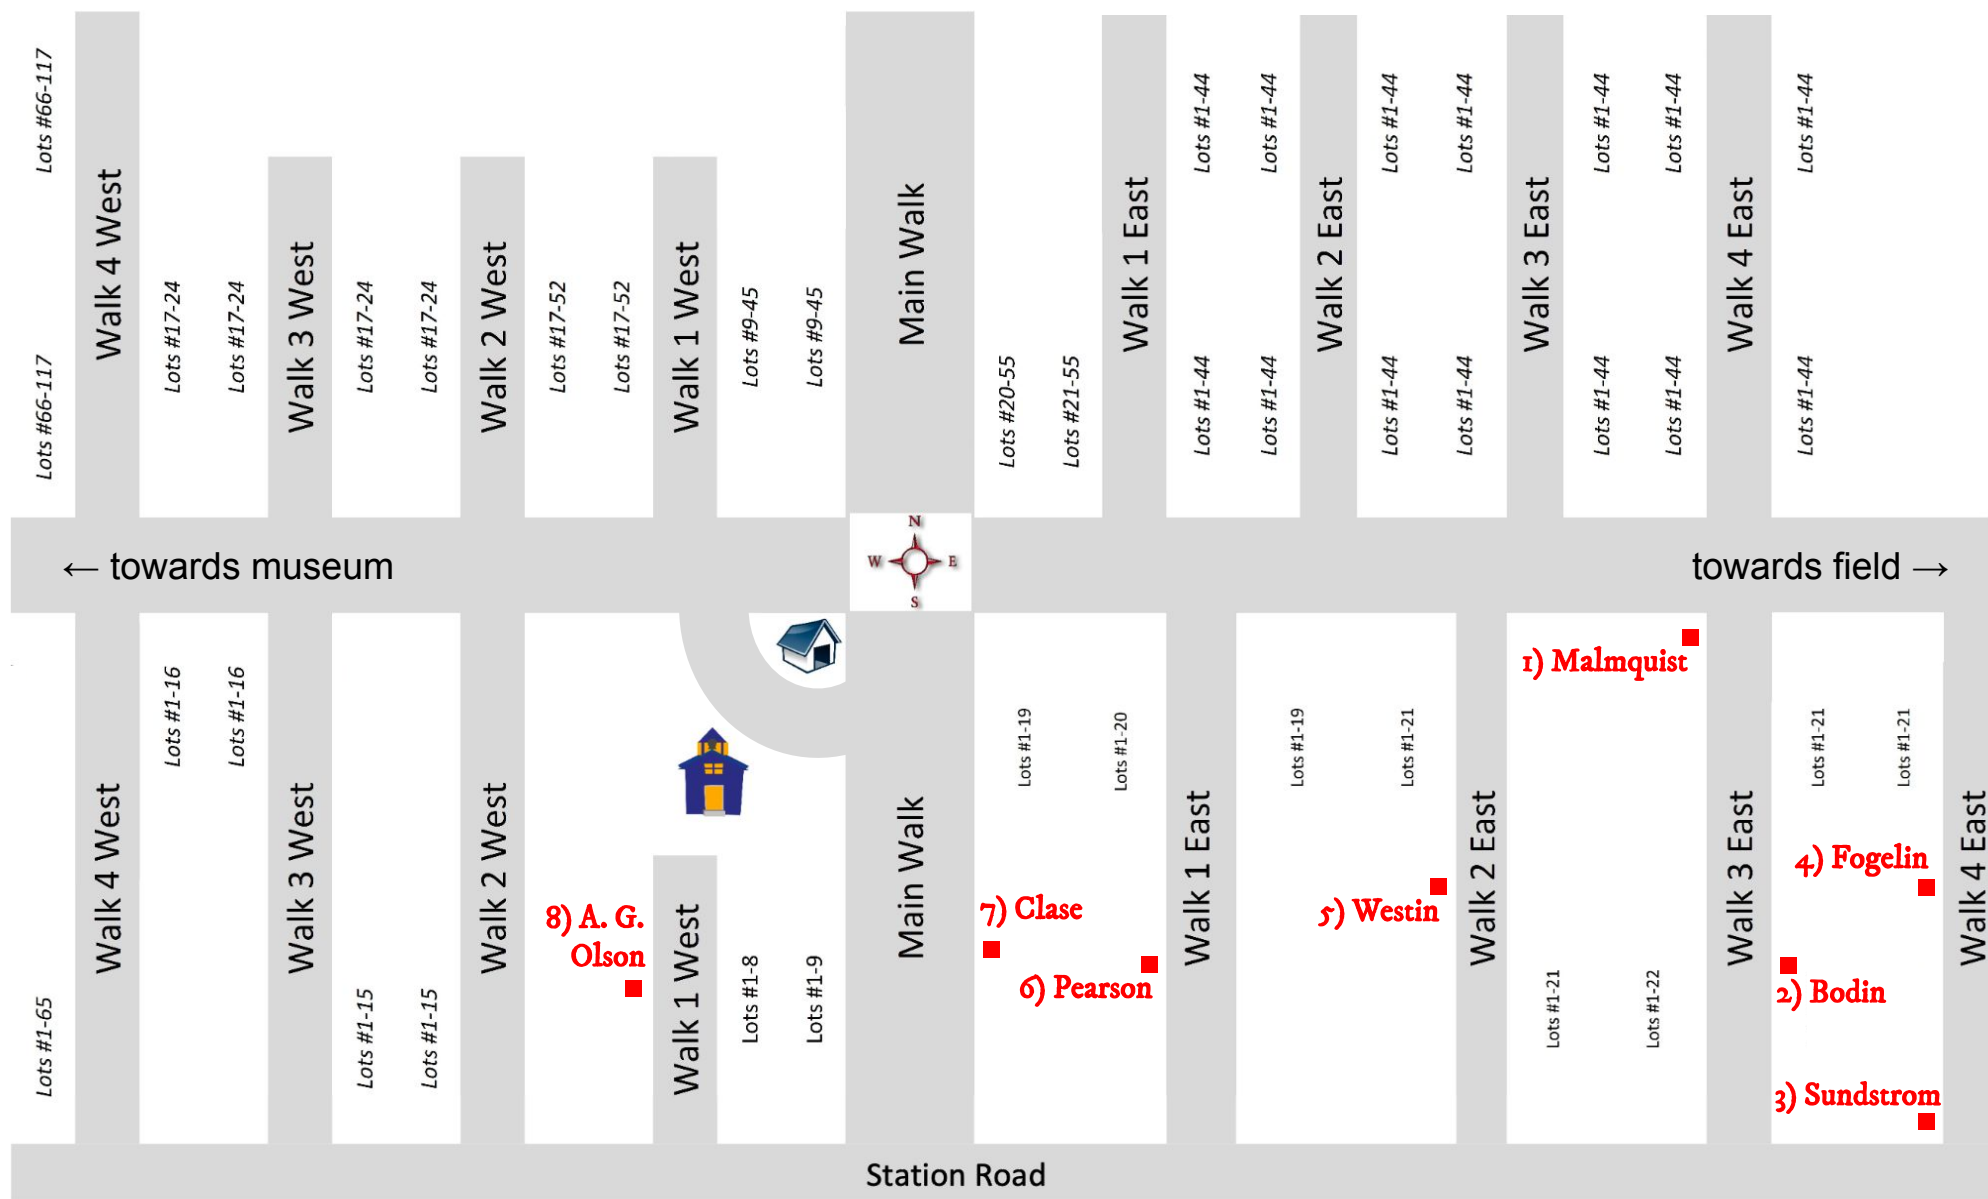 Lots #66-117
Walk 4 West
Lots #17-24
Lots #17-24
Walk 3 West
Lots #17-24
Lots #17-24
Walk 2 West
Lots #17-52
Lots #17-52
Walk 1 West
Lots #9-45
Lots #9-45
Main Walk
Lots #20-55
Lots #21-55
Walk 1 East
Lots #1-44
Lots #1-44
Walk 2 East
Lots #1-44
Lots #1-44
Walk 3 East
Lots #1-44
Lots #1-44
Walk 4 East
Lots #1-44
Lots #66-117
Lots #1-44
Lots #1-44
Lots #1-44
Lots #1-44
Lots #1-44
Lots #1-44
Lots #1-44
← towards museum
N
W E
S
towards field →
Lots #1-65
Walk 4 West
Lots #1-16
Lots #1-16
Walk 3 West
Lots #1-15
Lots #1-15
Walk 2 West
8) A. G.
Olson
Walk 1 West
Lots #1-8
Lots #1-9
Main Walk
Lots #1-19
Lots #1-20
7) Clase
6) Pearson
Walk 1 East
Lots #1-19
Lots #1-21
5) Westin
Walk 2 East
1) Malmquist
Lots #1-21
Lots #1-22
Walk 3 East
Lots #1-21
Lots #1-21
4) Fogelin
2) Bodin
3) Sundstrom
Walk 4 East
Station Road